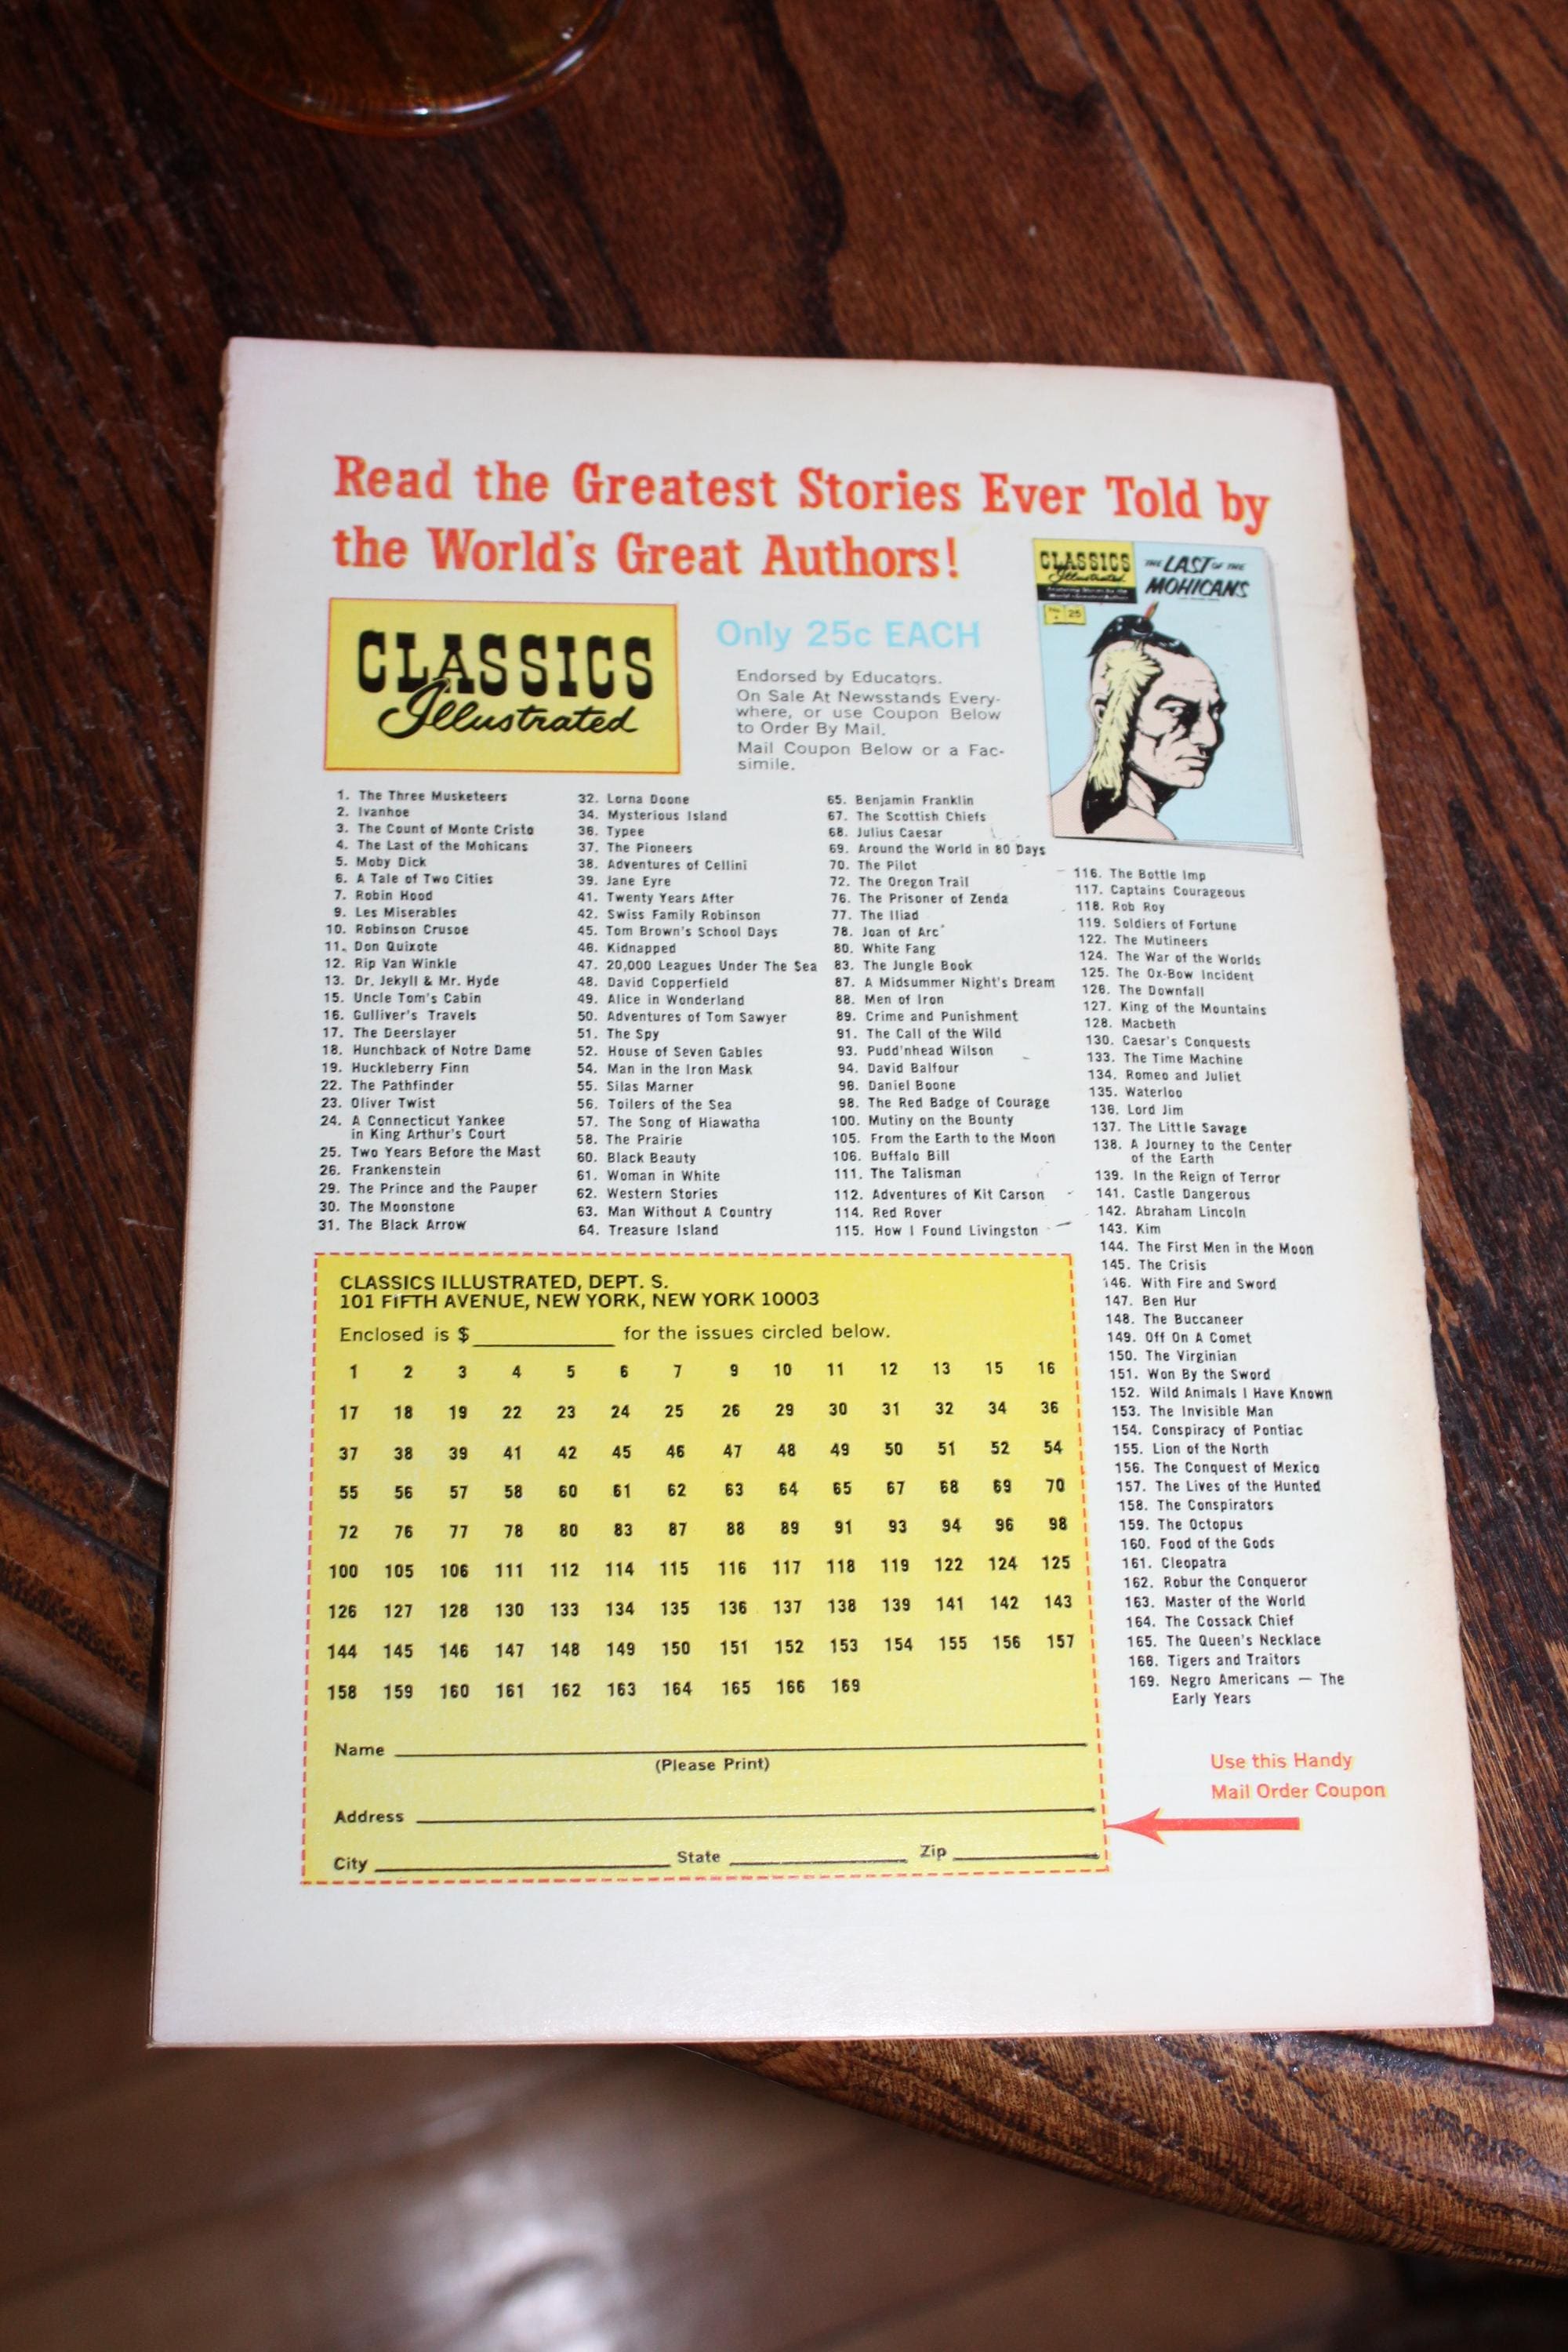 Read the Greatest Stories Ever Told by
the World's Great Authors!
CLASSICS
Illustrated
Only 25c EACH
Endorsed by Educators.
On Sale At Newsstands Every-
where, or use Coupon Below
to Order By Mail.
Mail Coupon Below or a Fac-
simile.
CLASSICS
Illustrated
THE LAST OF THE
MOHICANS
25
1. The Three Musketeers
2. Ivanhoe
3. The Count of Monte Cristo
4. The Last of the Mohicans
5. Moby Dick
6. A Tale of Two Cities
7. Robin Hood
9. Les Miserables
10. Robinson Crusoe
11. Don Quixote
12. Rip Van Winkle
13. Dr. Jekyll & Mr. Hyde
15. Uncle Tom's Cabin
16. Gulliver's Travels
17. The Deerslayer
18. Hunchback of Notre Dame
19. Huckleberry Finn
22. The Pathfinder
23. Oliver Twist
24. A Connecticut Yankee
in King Arthur's Court
25. Two Years Before the Mast
26. Frankenstein
29. The Prince and the Pauper
30. The Moonstone
31. The Black Arrow
32. Lorna Doone
34. Mysterious Island
36. Typee
37. The Pioneers
38. Adventures of Cellini
39. Jane Eyre
41. Twenty Years After
42. Swiss Family Robinson
45. Tom Brown's School Days
46. Kidnapped
47. 20,000 Leagues Under The Sea
48. David Copperfield
49. Alice in Wonderland
50. Adventures of Tom Sawyer
51. The Spy
52. House of Seven Gables
54. Man in the Iron Mask
55. Silas Marner
56. Toilers of the Sea
57. The Song of Hiawatha
58. The Prairie
60. Black Beauty
61. Woman in White
62. Western Stories
63. Man Without A Country
64. Treasure Island
65. Benjamin Franklin
67. The Scottish Chiefs
68. Julius Caesar
69. Around the World in 80 Days
70. The Pilot
72. The Oregon Trail
76. The Prisoner of Zenda
77. The Iliad
78. Joan of Arc
80. White Fang
83. The Jungle Book
87. A Midsummer Night's Dream
88. Men of Iron
89. Crime and Punishment
91. The Call of the Wild
93. Pudd'nhead Wilson
94. David Balfour
96. Daniel Boone
98. The Red Badge of Courage
100. Mutiny on the Bounty
105. From the Earth to the Moon
106. Buffalo Bill
111. The Talisman
112. Adventures of Kit Carson
114. Red Rover
115. How I Found Livingston
116. The Bottle Imp
117. Captains Courageous
118. Rob Roy
119. Soldiers of Fortune
122. The Mutineers
124. The War of the Worlds
125. The Ox-Bow Incident
126. The Downfall
127. King of the Mountains
128. Macbeth
130. Caesar's Conquests
133. The Time Machine
134. Romeo and Juliet
135. Waterloo
136. Lord Jim
137. The Little Savage
138. A Journey to the Center
of the Earth
139. In the Reign of Terror
141. Castle Dangerous
142. Abraham Lincoln
143. Kim
144. The First Men in the Moon
145. The Crisis
146. With Fire and Sword
147. Ben Hur
148. The Buccaneer
149. Off On A Comet
150. The Virginian
151. Won By the Sword
152. Wild Animals I Have Known
153. The Invisible Man
154. Conspiracy of Pontiac
155. Lion of the North
156. The Conquest of Mexico
157. The Lives of the Hunted
158. The Conspirators
159. The Octopus
160. Food of the Gods
161. Cleopatra
162. Robur the Conqueror
163. Master of the World
164. The Cossack Chief
165. The Queen's Necklace
166. Tigers and Traitors
169. Negro Americans — The
Early Years
CLASSICS ILLUSTRATED, DEPT. S.
101 FIFTH AVENUE, NEW YORK, NEW YORK 10003
Enclosed is $ for the issues circled below.
1 2 3 4 5 6 7 9 10 11 12 13 15 16
17 18 19 22 23 24 25 26 29 30 31 32 34 36
37 38 39 41 42 45 46 47 48 49 50 51 52 54
55 56 57 58 60 61 62 63 64 65 67 68 69 70
72 76 77 78 80 83 87 88 89 91 93 94 96 98
100 105 106 111 112 114 115 116 117 118 119 122 124 125
126 127 128 130 133 134 135 136 137 138 139 141 142 143
144 145 146 147 148 149 150 151 152 153 154 155 156 157
158 159 160 161 162 163 164 165 166 169
Name
(Please Print)
Address
City State Zip
Use this Handy
Mail Order Coupon